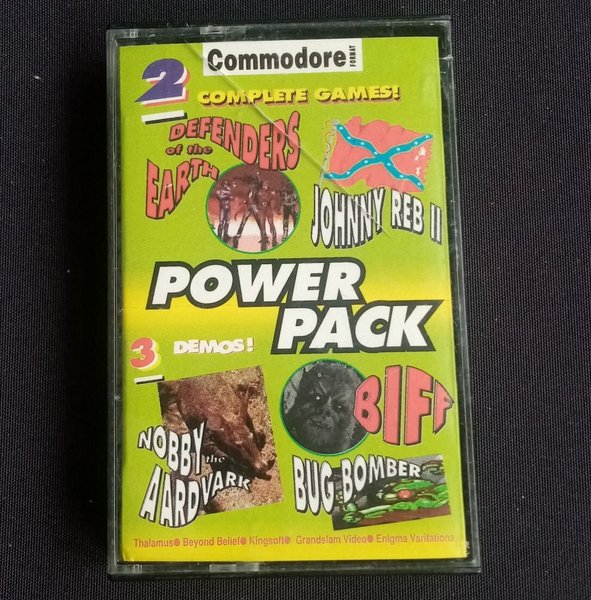 Commodore FORMAT
2 COMPLETE GAMES!
DEFENDERS
of the
EARTH
JOHNNY REB II
POWER
PACK
3 DEMOS!
BIFF
NOBBY
the
AARDVARK
BUG BOMBER
Thalamus● Beyond Belief● Kingsoft● Grandslam Video● Enigma Varitations